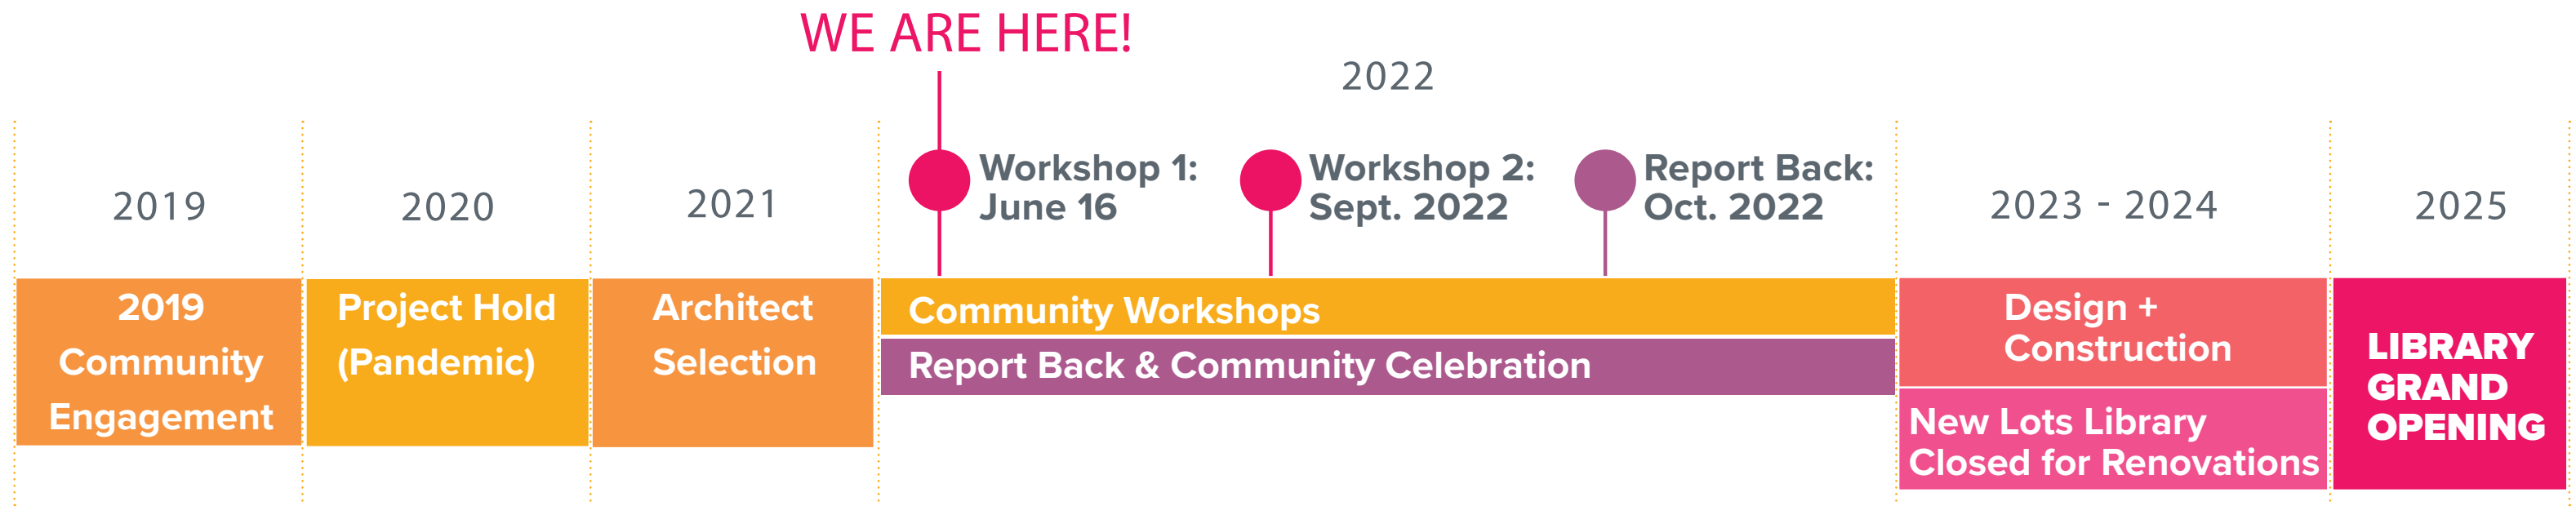 WE ARE HERE!
2022
2019
2020
2021
Workshop 1:
June 16
Workshop 2:
Sept. 2022
Report Back:
Oct. 2022
2023 - 2024
2025
2019
Community
Engagement
Project Hold
(Pandemic)
Architect
Selection
Community Workshops
Report Back & Community Celebration
Design +
Construction
New Lots Library
Closed for Renovations
LIBRARY
GRAND
OPENING